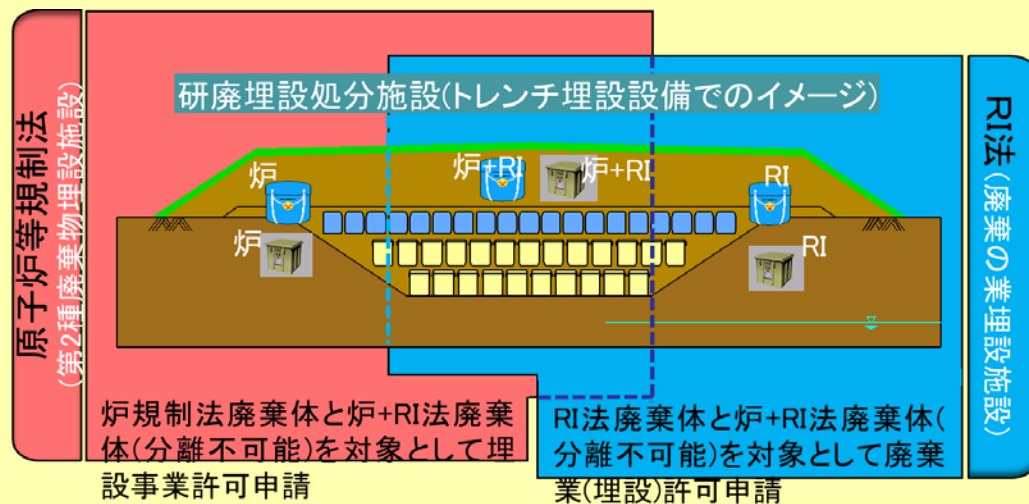 原子炉等規制法
(第2種廃棄物埋設施設)
研廃埋設処分施設(トレンチ埋設設備でのイメージ)
炉
炉+RI
炉+RI
RI
炉
RI
炉規制法廃棄体と炉+RI法廃棄
体(分離不可能)を対象として埋
設事業許可申請
RI法廃棄体と炉+RI法廃棄体(
分離不可能)を対象として廃棄
業(埋設)許可申請
RI法
(廃棄の業埋設施設)